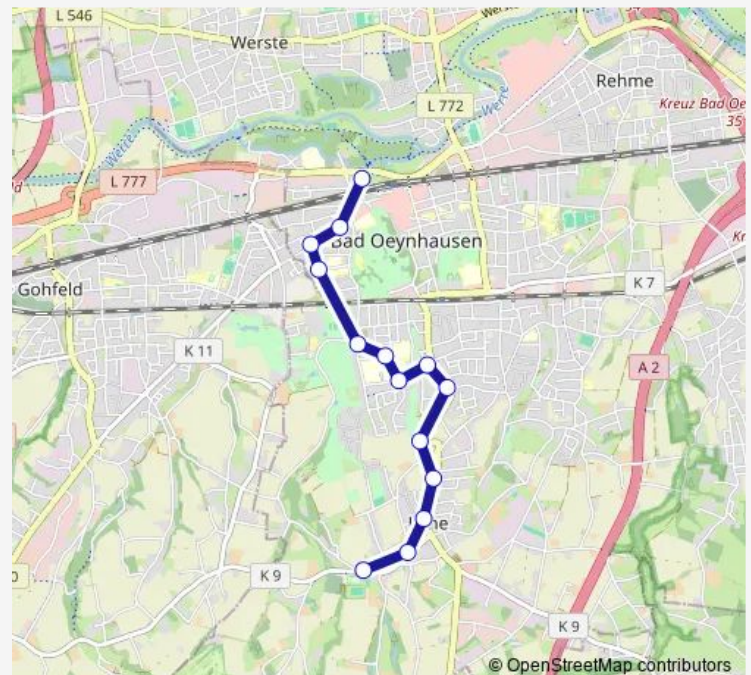 L 546
Werste
Werre
Rehme
L 772
Werre
Kreuz Bad Oe
35
Werre
L 777
Bad Oeynhausen
K 7
Gohfeld
K 11
A 2
K 9
K 9
© OpenStreetMap contributors